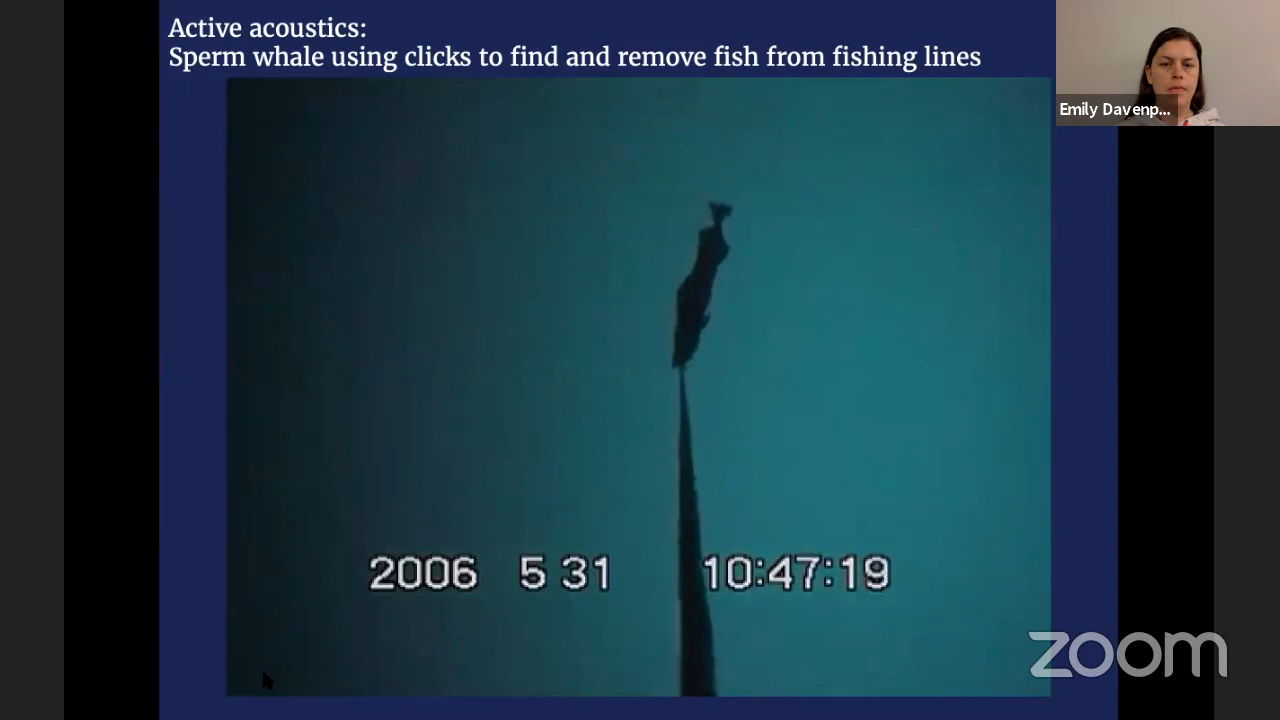 Active acoustics:
Sperm whale using clicks to find and remove fish from fishing lines
Emily Davenp...
2006 5 31 10:47:19
zoom